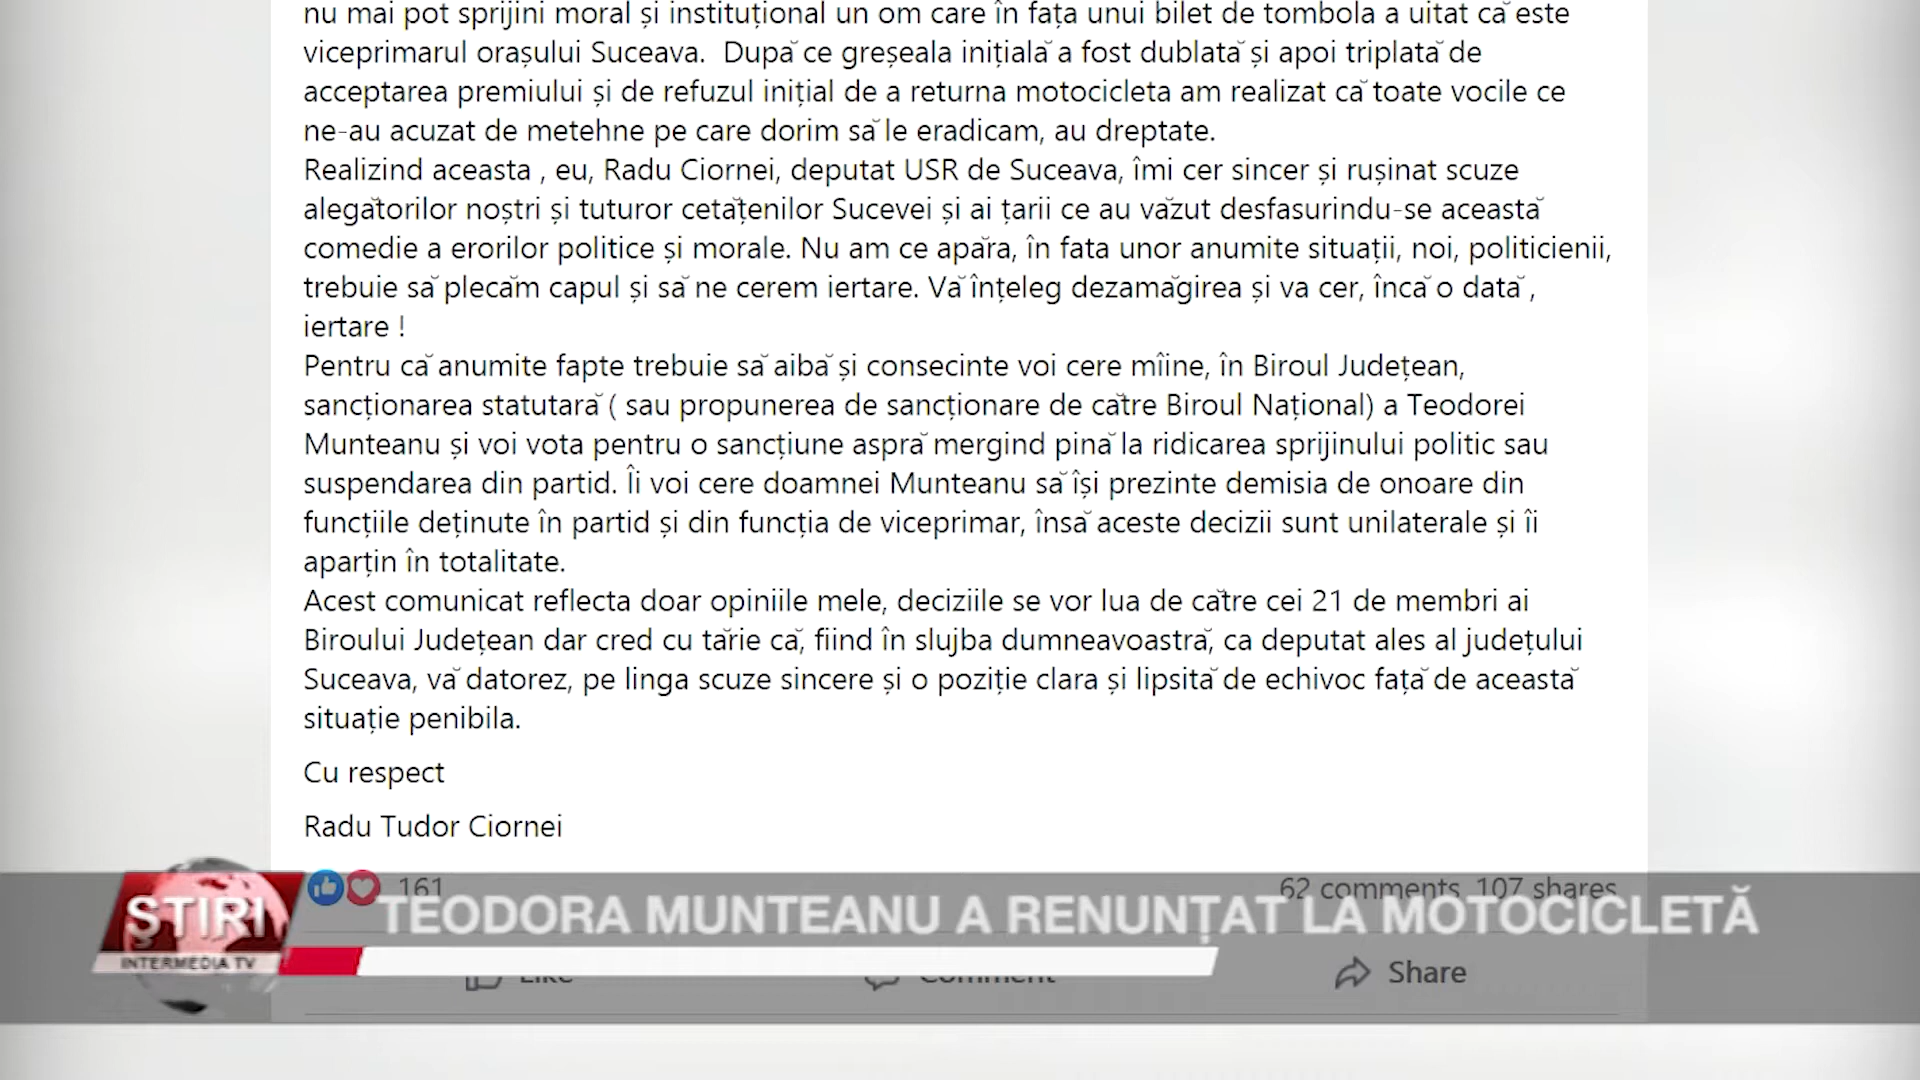 nu mai pot sprijini moral și instituțional un om care în fața unui bilet de tombola a uitat că este
viceprimarul orașului Suceava.  După ce greșeala inițială a fost dublată și apoi triplată de
acceptarea premiului și de refuzul inițial de a returna motocicleta am realizat că toate vocile ce
ne-au acuzat de metehne pe care dorim să le eradicam, au dreptate.
Realizind aceasta , eu, Radu Ciornei, deputat USR de Suceava, îmi cer sincer și rușinat scuze
alegătorilor noștri și tuturor cetățenilor Sucevei și ai țarii ce au văzut desfasurindu-se această
comedie a erorilor politice și morale. Nu am ce apăra, în fata unor anumite situații, noi, politicienii,
trebuie să plecăm capul și să ne cerem iertare. Vă înțeleg dezamăgirea și va cer, încă o dată ,
iertare !
Pentru că anumite fapte trebuie să aibă și consecinte voi cere mîine, în Biroul Județean,
sancționarea statutară ( sau propunerea de sancționare de către Biroul Național) a Teodorei
Munteanu și voi vota pentru o sancțiune aspră mergind pină la ridicarea sprijinului politic sau
suspendarea din partid. Îi voi cere doamnei Munteanu să își prezinte demisia de onoare din
funcțiile deținute în partid și din funcția de viceprimar, însă aceste decizii sunt unilaterale și îi
aparțin în totalitate.
Acest comunicat reflecta doar opiniile mele, deciziile se vor lua de către cei 21 de membri ai
Biroului Județean dar cred cu tărie că, fiind în slujba dumneavoastră, ca deputat ales al județului
Suceava, vă datorez, pe linga scuze sincere și o poziție clara și lipsită de echivoc față de această
situație penibila.
Cu respect
Radu Tudor Ciornei
161 62 comments 107 shares
ȘTIRI TEODORA MUNTEANU A RENUNȚAT LA MOTOCICLETĂ
INTERMEDIA TV
Like Comment Share